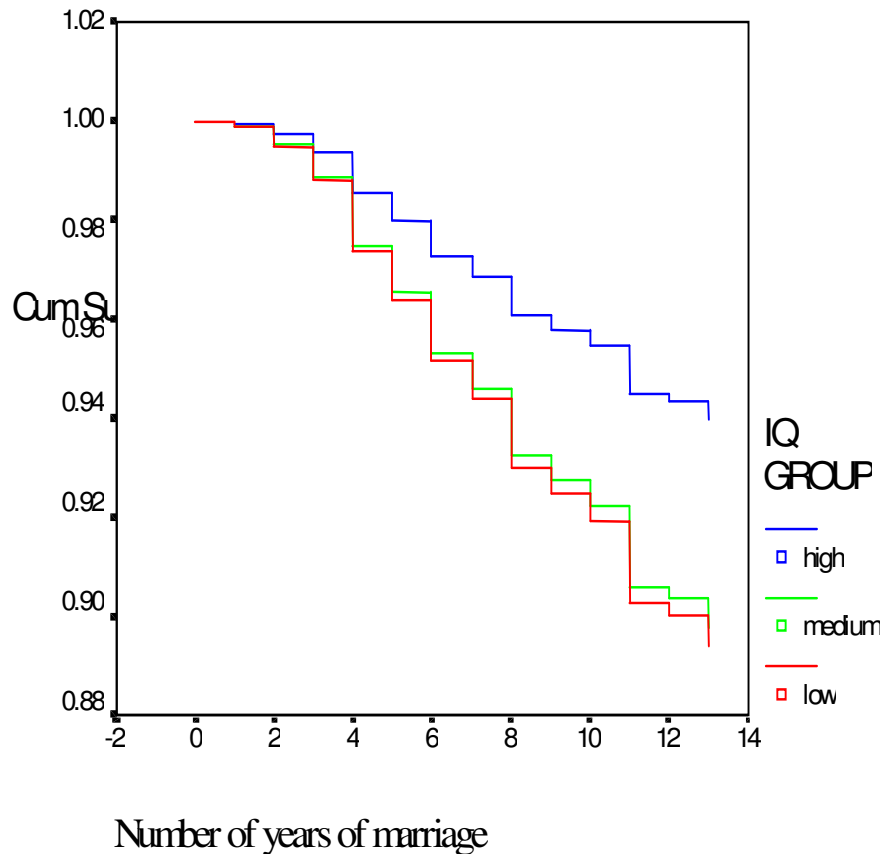 1.02
1.00
0.98
Cum Su
0.96
0.94
0.92
0.90
0.88
-2 0 2 4 6 8 10 12 14
Number of years of marriage
IQ
GROUP
high
medium
low